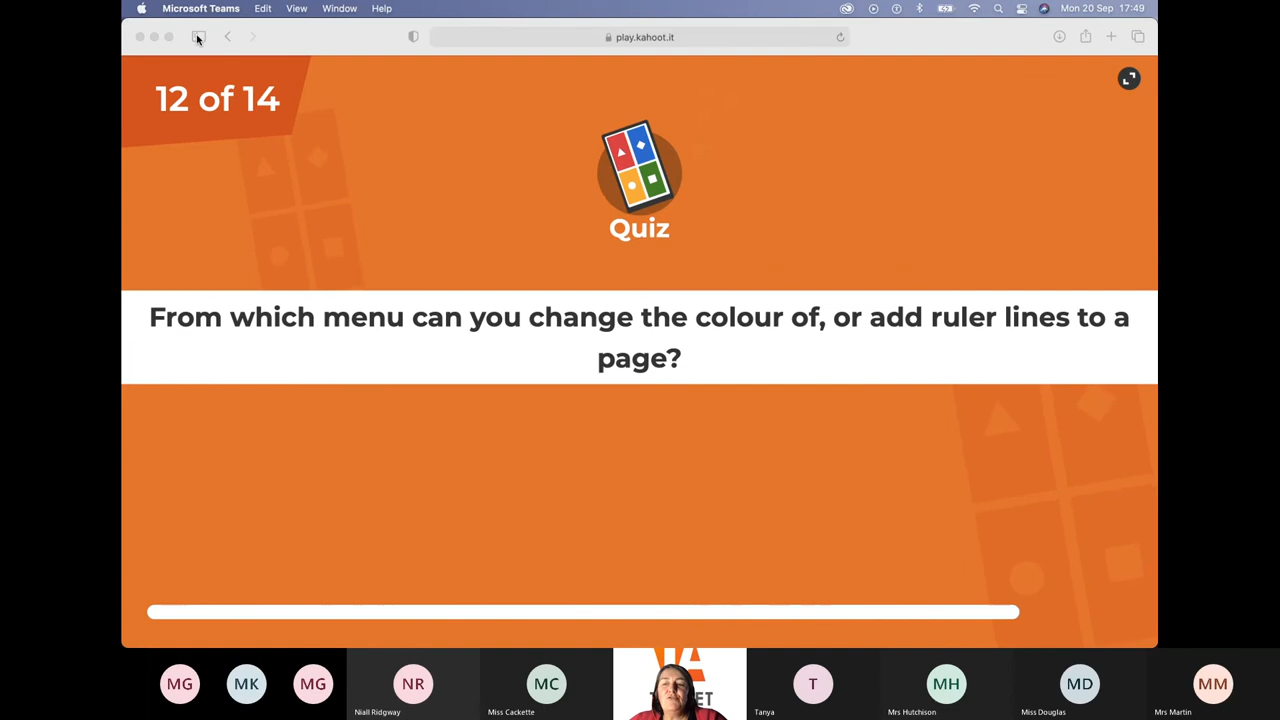 Microsoft Teams Edit View Window Help Mon 20 Sep 17:49
play.kahoot.it
12 of 14
Quiz
From which menu can you change the colour of, or add ruler lines to a
page?
MG MK MG NR MC T MH MD MM
Niall Ridgway Miss Cackette Tanya Mrs Hutchison Miss Douglas Mrs Martin